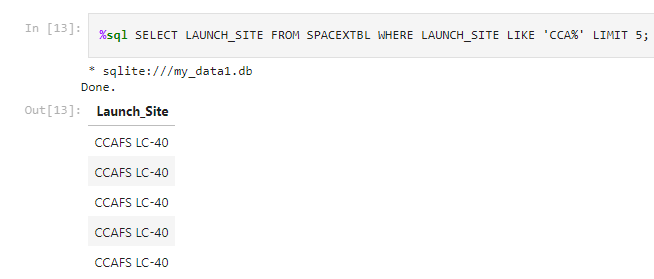 In [13]: %sql SELECT LAUNCH_SITE FROM SPACEXTBL WHERE LAUNCH_SITE LIKE 'CCA%' LIMIT 5;
* sqlite:///my_data1.db
Done.
Out[13]: Launch_Site
CCAFS LC-40
CCAFS LC-40
CCAFS LC-40
CCAFS LC-40
CCAFS LC-40